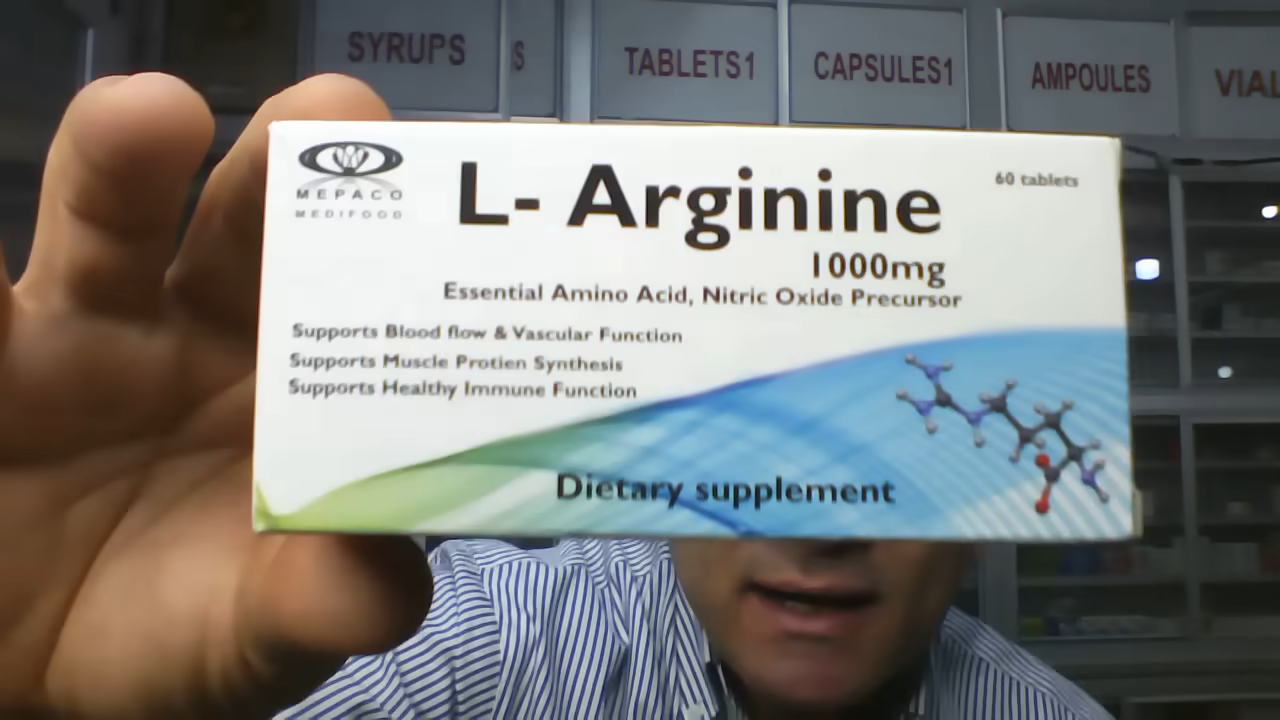 SYRUPS
S
TABLETS1
CAPSULES1
AMPOULES
VIAL
MEPACO
MEDIFOOD
L- Arginine
60 tablets
1000mg
Essential Amino Acid, Nitric Oxide Precursor
Supports Blood flow & Vascular Function
Supports Muscle Protien Synthesis
Supports Healthy Immune Function
Dietary supplement